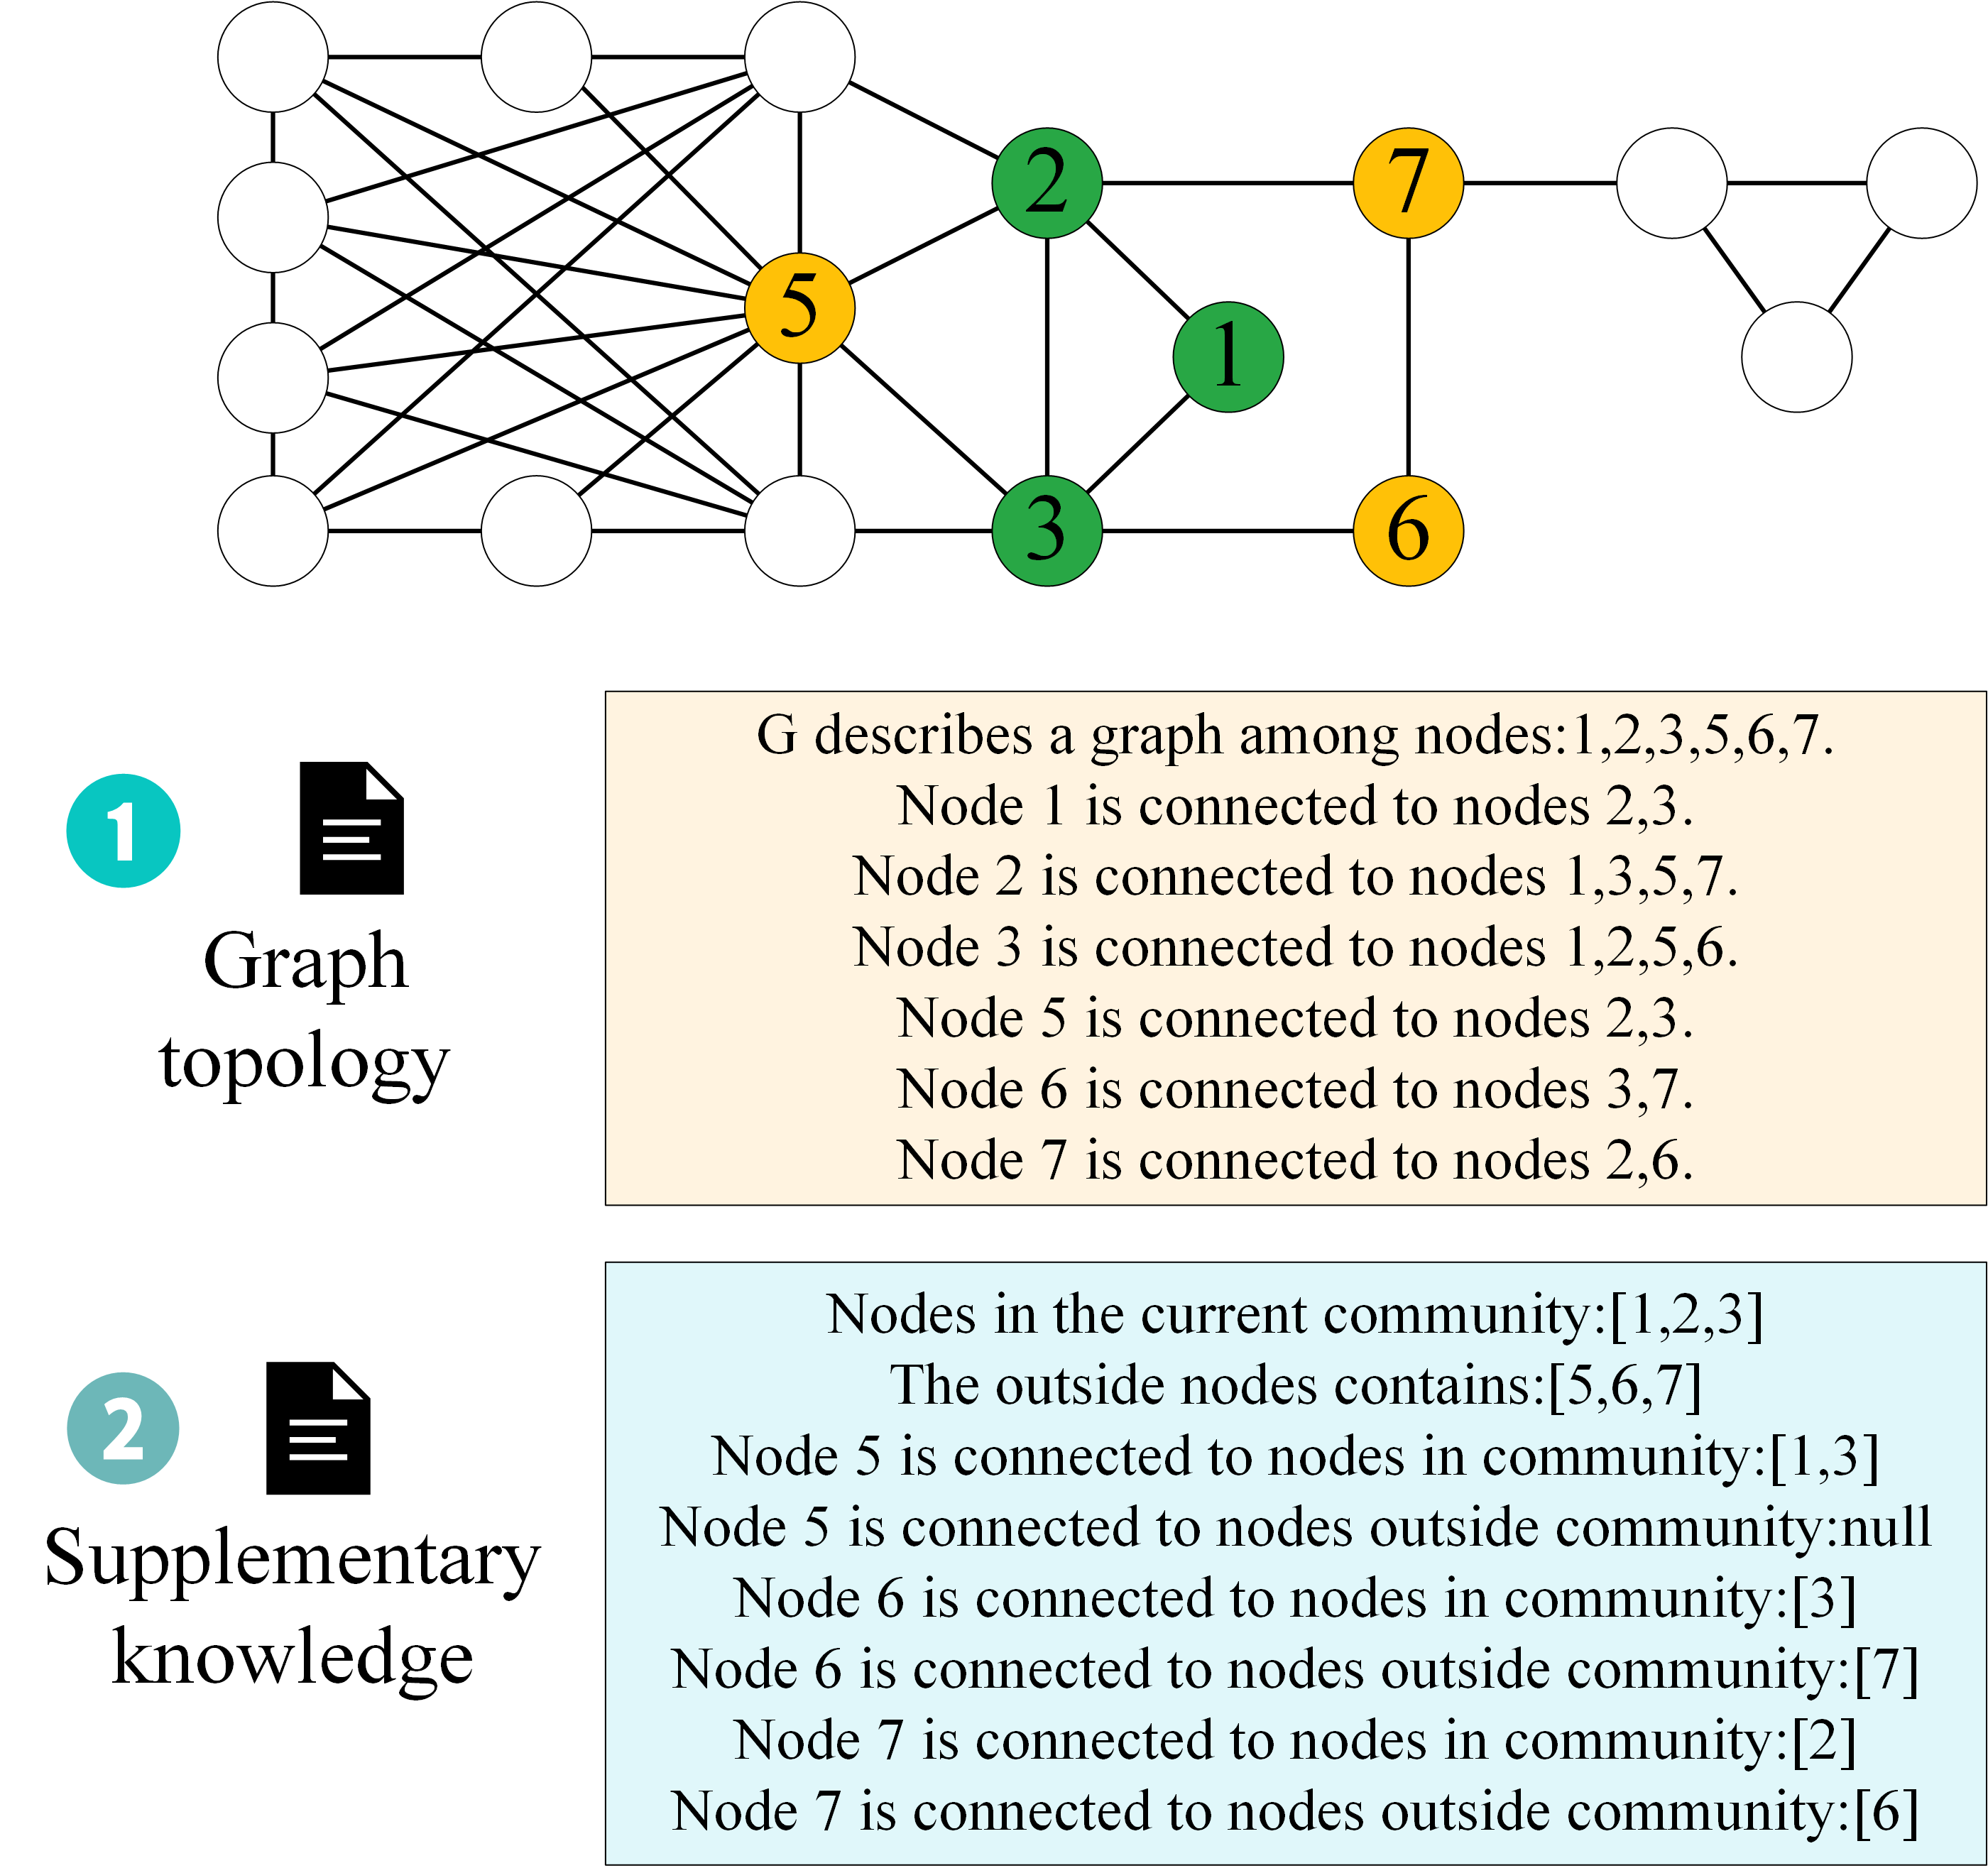 2
7
5
1
3
6
1
Graph
topology
G describes a graph among nodes:1,2,3,5,6,7.
Node 1 is connected to nodes 2,3.
Node 2 is connected to nodes 1,3,5,7.
Node 3 is connected to nodes 1,2,5,6.
Node 5 is connected to nodes 2,3.
Node 6 is connected to nodes 3,7.
Node 7 is connected to nodes 2,6.
2
Supplementary
knowledge
Nodes in the current community:[1,2,3]
The outside nodes contains:[5,6,7]
Node 5 is connected to nodes in community:[1,3]
Node 5 is connected to nodes outside community:null
Node 6 is connected to nodes in community:[3]
Node 6 is connected to nodes outside community:[7]
Node 7 is connected to nodes in community:[2]
Node 7 is connected to nodes outside community:[6]